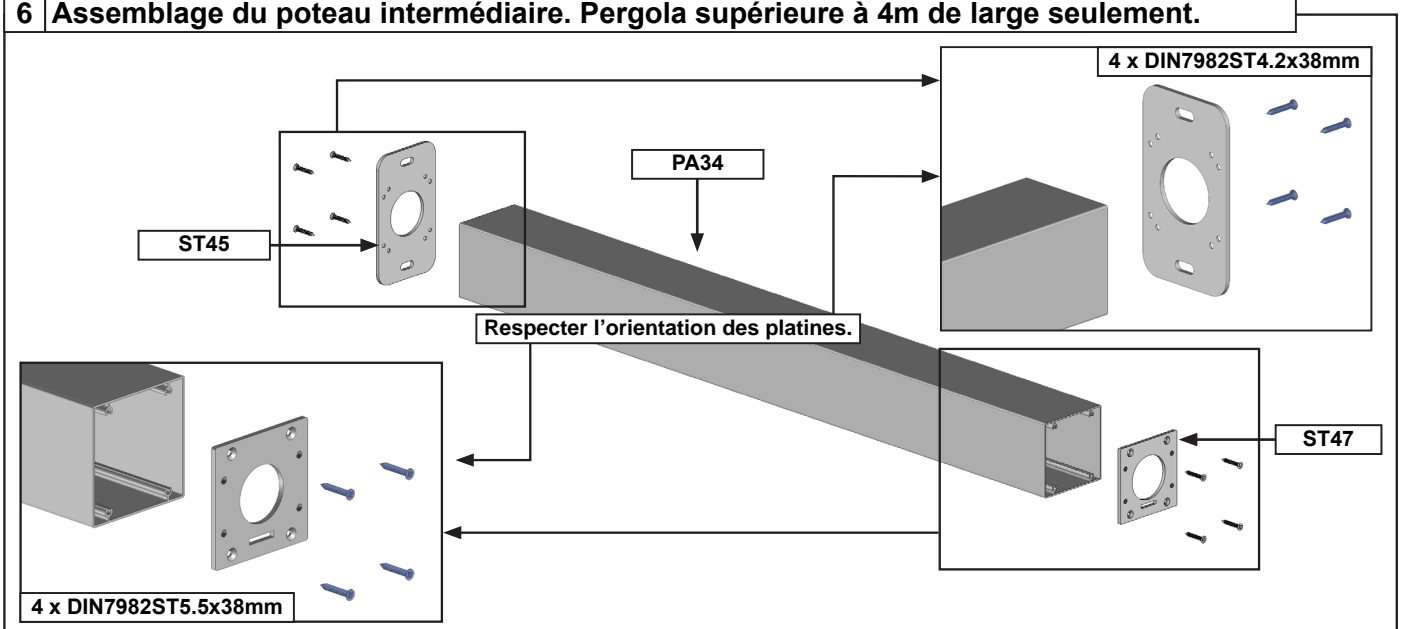 6 Assemblage du poteau intermédiaire. Pergola supérieure à 4m de large seulement.
4 x DIN7982ST4.2x38mm
PA34
ST45
Respecter l’orientation des platines.
ST47
4 x DIN7982ST5.5x38mm